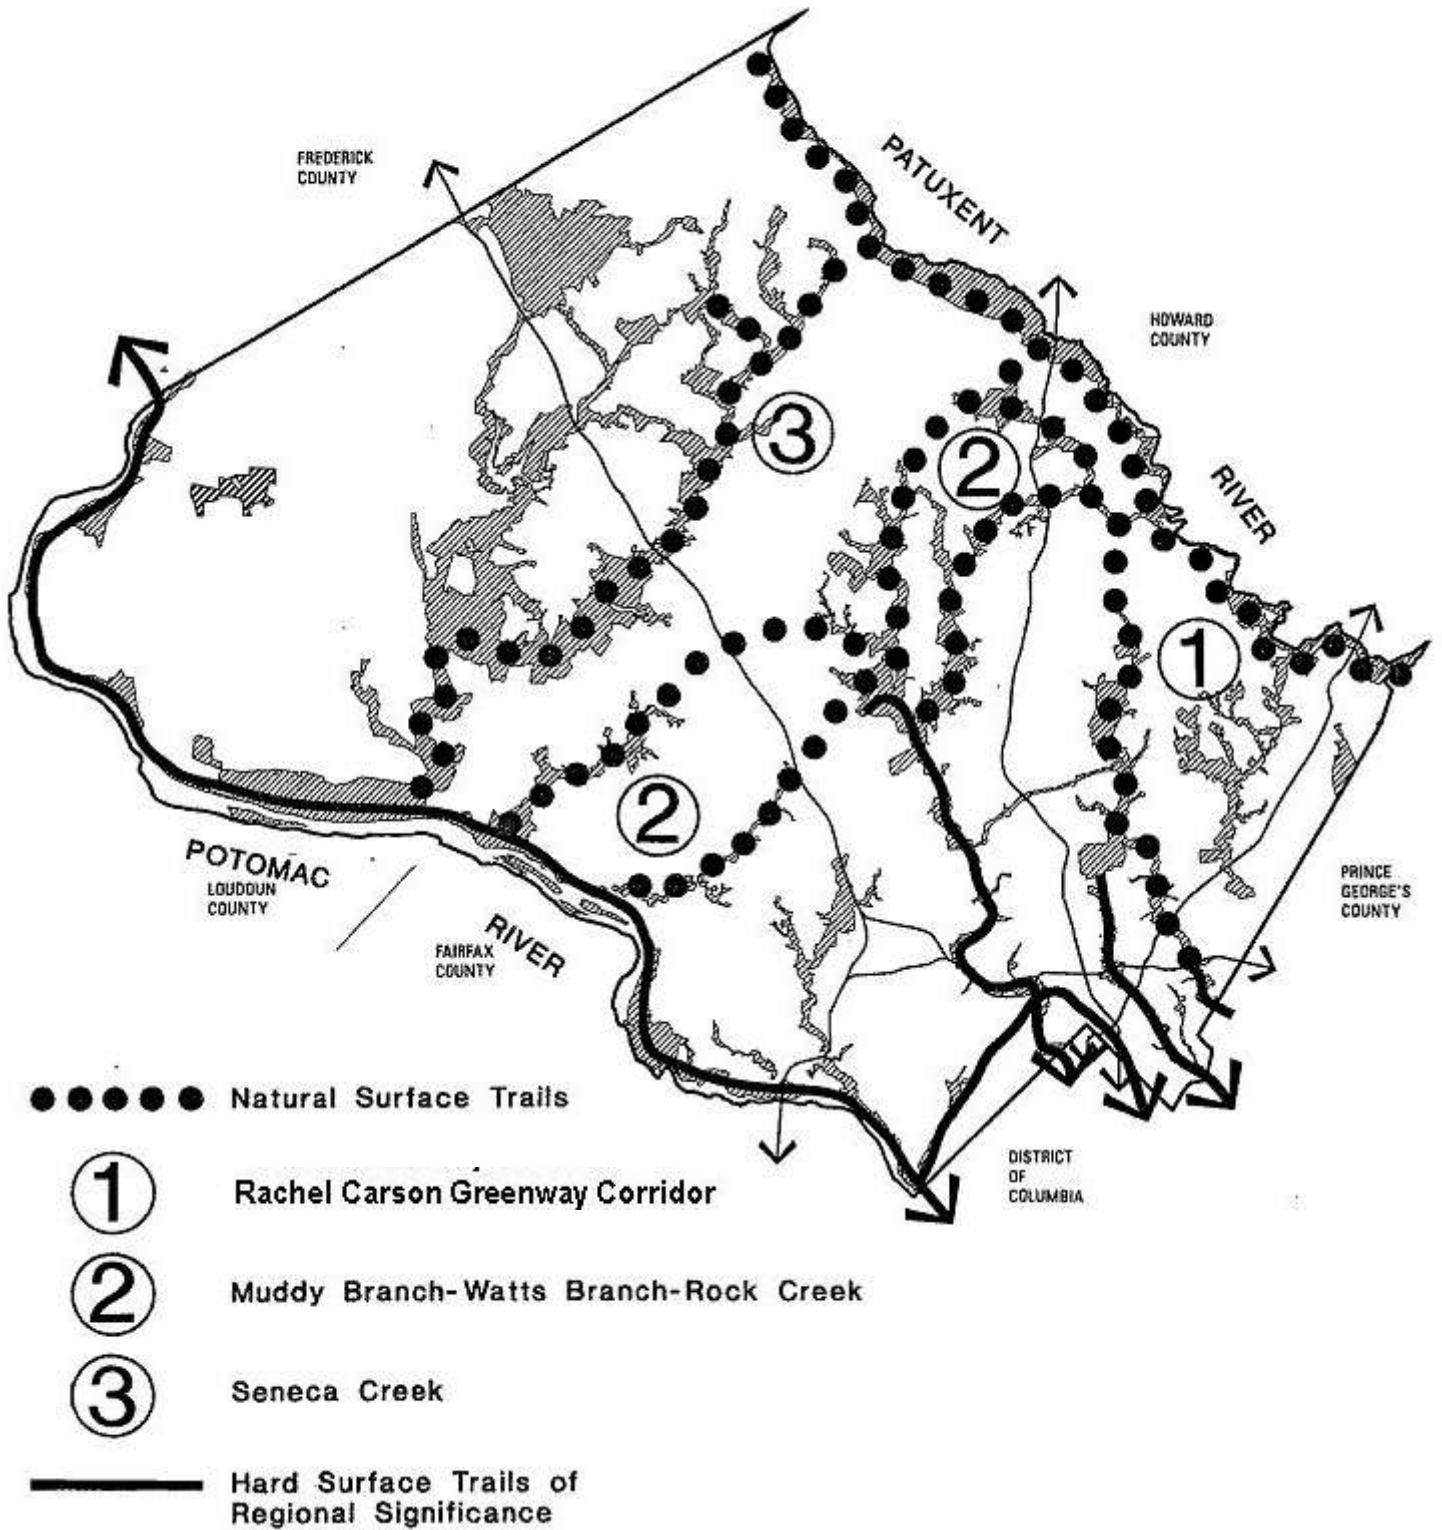 FREDERICK
COUNTY
PATUXENT
HOWARD
COUNTY
3
2
RIVER
1
2
POTOMAC
LOUDOUN
COUNTY
RIVER
FAIRFAX
COUNTY
PRINCE
GEORGE'S
COUNTY
DISTRICT
OF
COLUMBIA
Natural Surface Trails
1 Rachel Carson Greenway Corridor
2 Muddy Branch-Watts Branch-Rock Creek
3 Seneca Creek
Hard Surface Trails of
Regional Significance